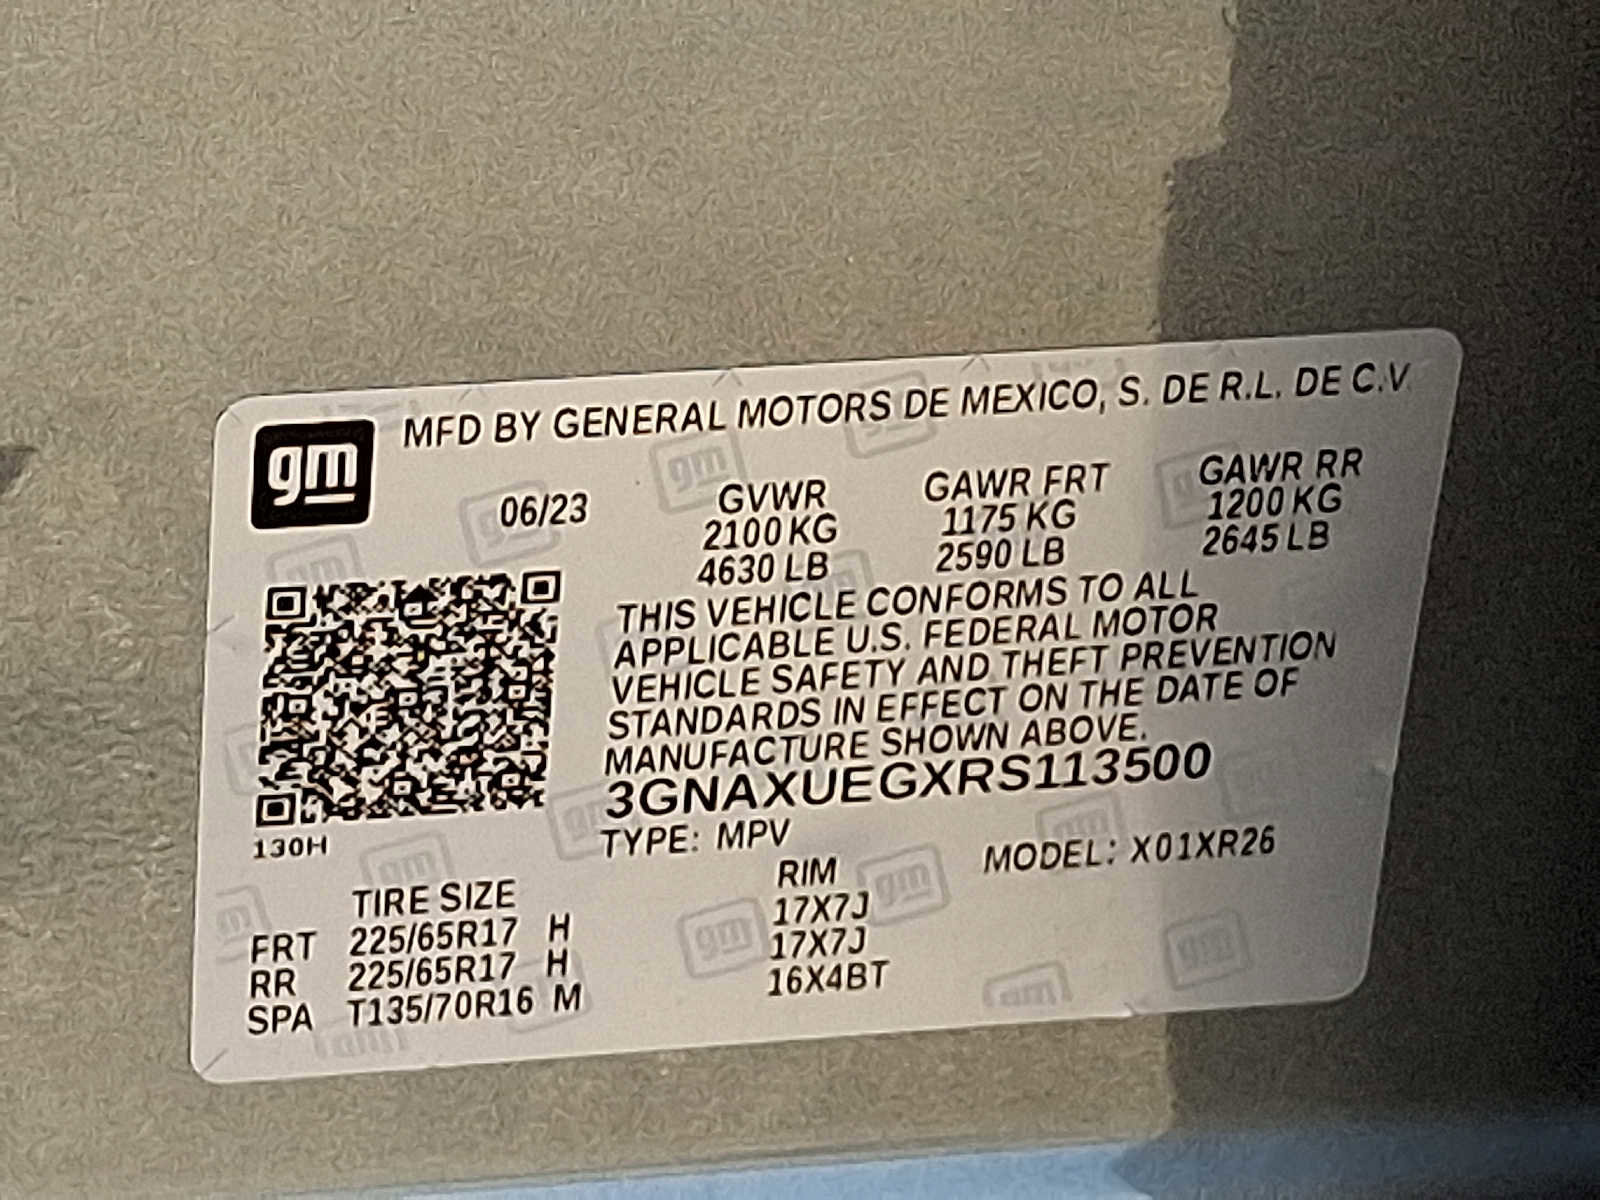 gm
MFD BY GENERAL MOTORS DE MEXICO, S. DE R.L. DE C.V
06/23 GVWR GAWR FRT GAWR RR
2100 KG 1175 KG 1200 KG
4630 LB 2590 LB 2645 LB
THIS VEHICLE CONFORMS TO ALL
APPLICABLE U.S. FEDERAL MOTOR
VEHICLE SAFETY AND THEFT PREVENTION
STANDARDS IN EFFECT ON THE DATE OF
MANUFACTURE SHOWN ABOVE.
3GNAXUEGXRS113500
130H
TYPE: MPV MODEL: X01XR26
TIRE SIZE RIM
FRT 225/65R17 H 17X7J
RR 225/65R17 H 17X7J
SPA T135/70R16 M 16X4BT